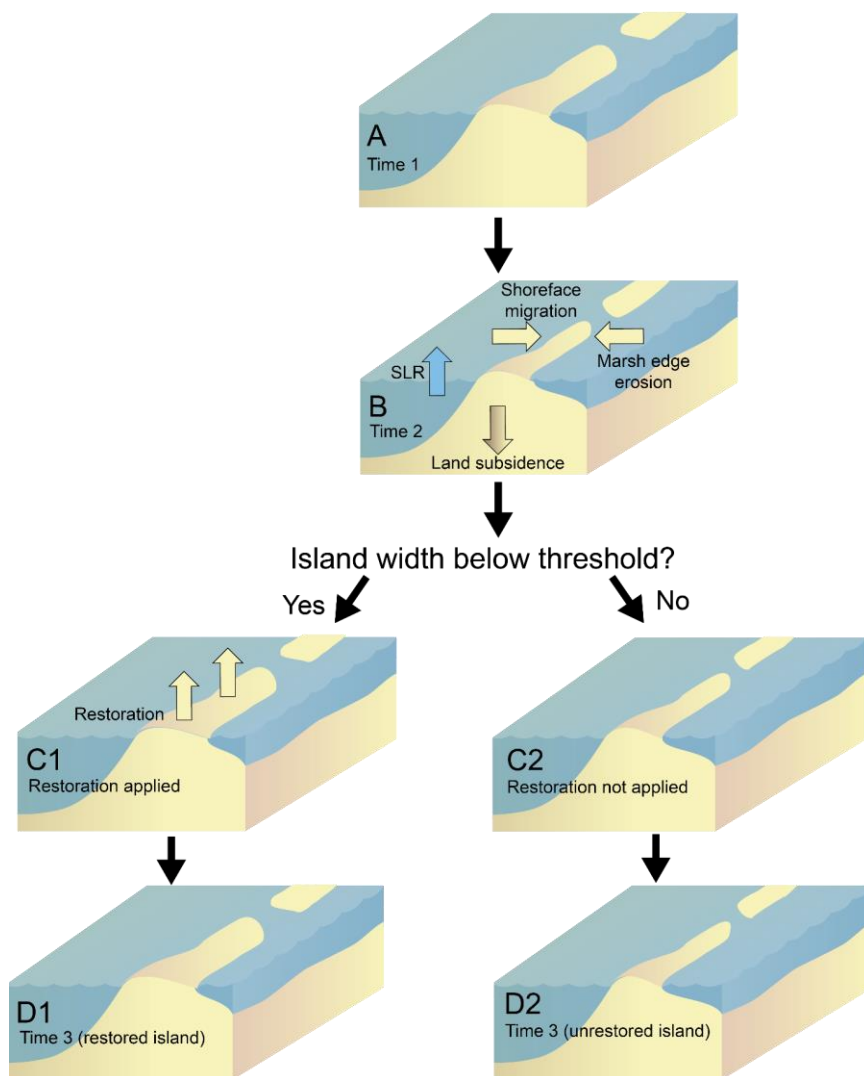 A
Time 1
Shoreface
migration
SLR
Marsh edge
erosion
B
Time 2
Land subsidence
Island width below threshold?
Yes
No
Restoration
C1
Restoration applied
C2
Restoration not applied
D1
Time 3 (restored island)
D2
Time 3 (unrestored island)